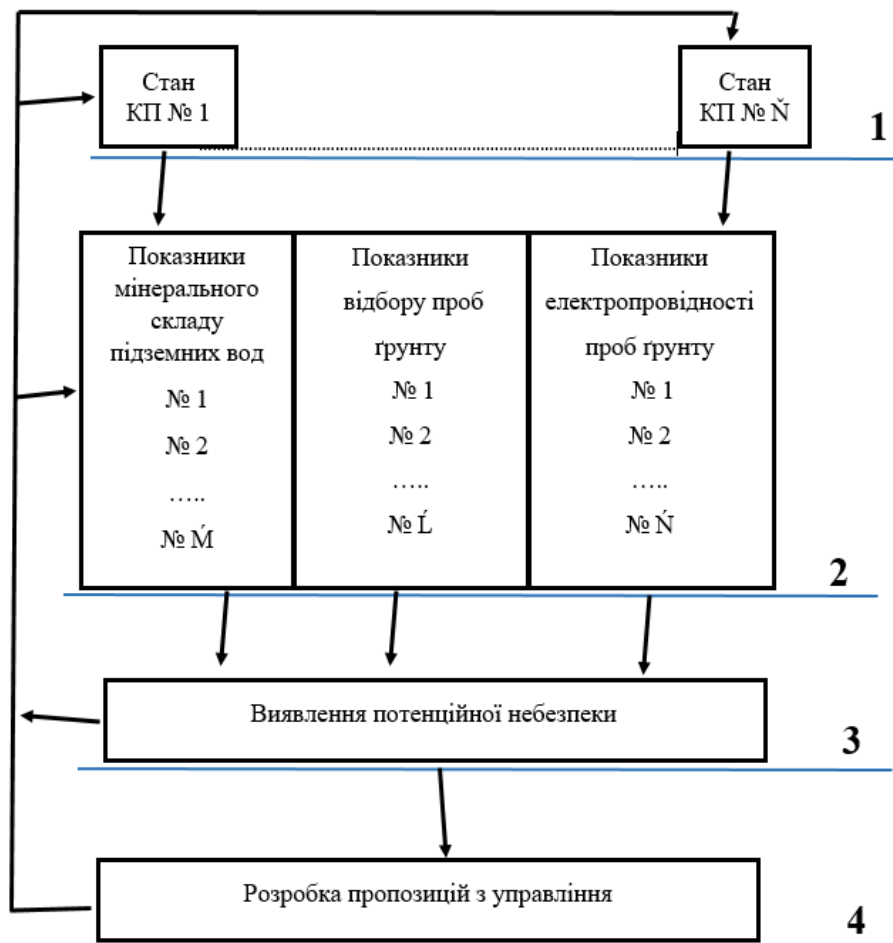 Стан
КП № 1
Стан
КП № Ň
1
Показники
мінерального
складу
підземних вод
№ 1
№ 2
…..
№ Ḿ
Показники
відбору проб
ґрунту
№ 1
№ 2
…..
№ Ĺ
Показники
електропровідності
проб ґрунту
№ 1
№ 2
…..
№ Ń
2
Виявлення потенційної небезпеки
3
Розробка пропозицій з управління
4